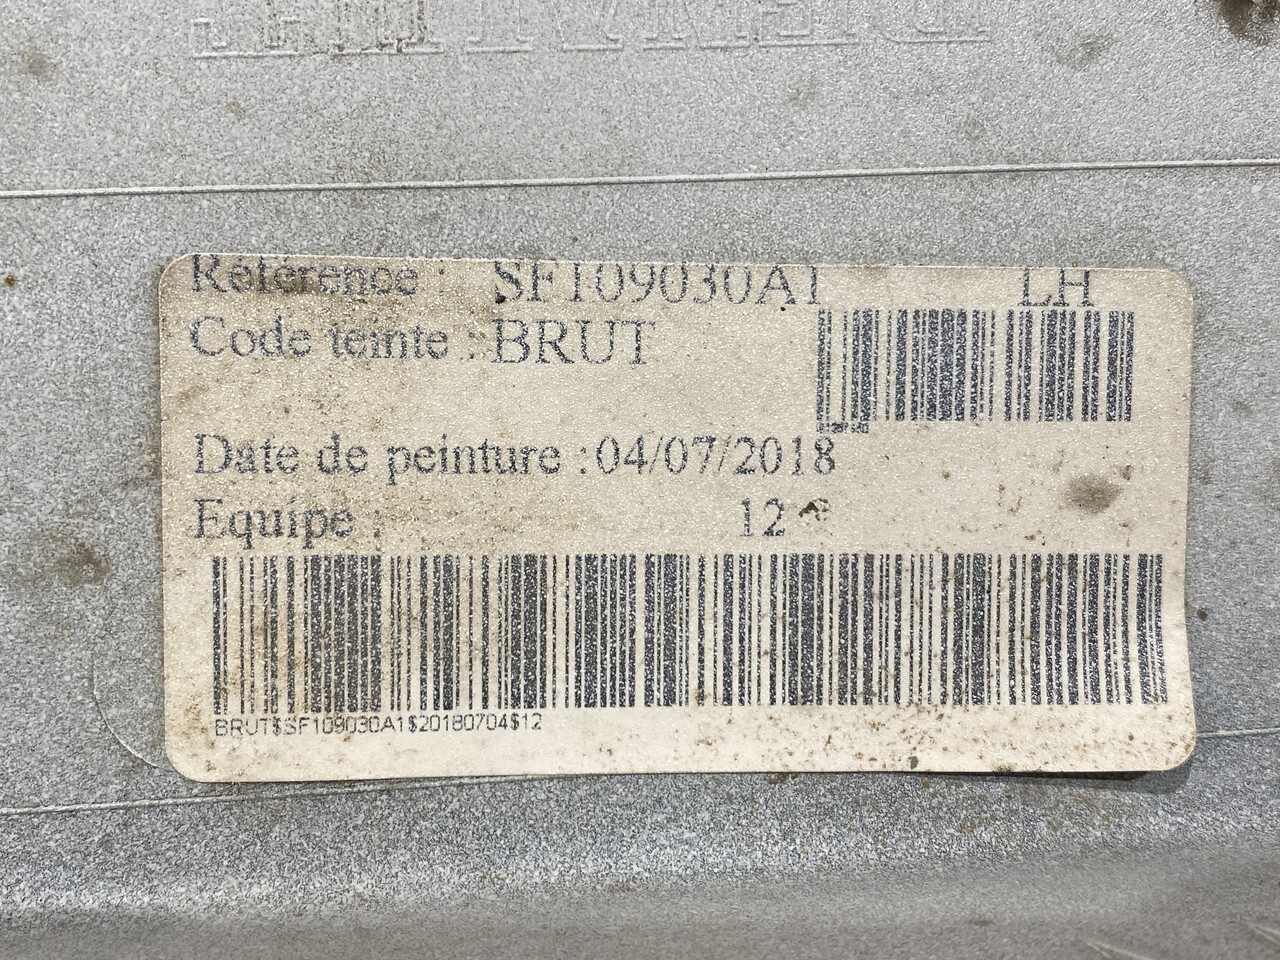 Référence : SF109030A1 LH
Code teinte : BRUT
Date de peinture :04/07/2018
Equipe : 12
BRUT$SF109030A1$20180704$12